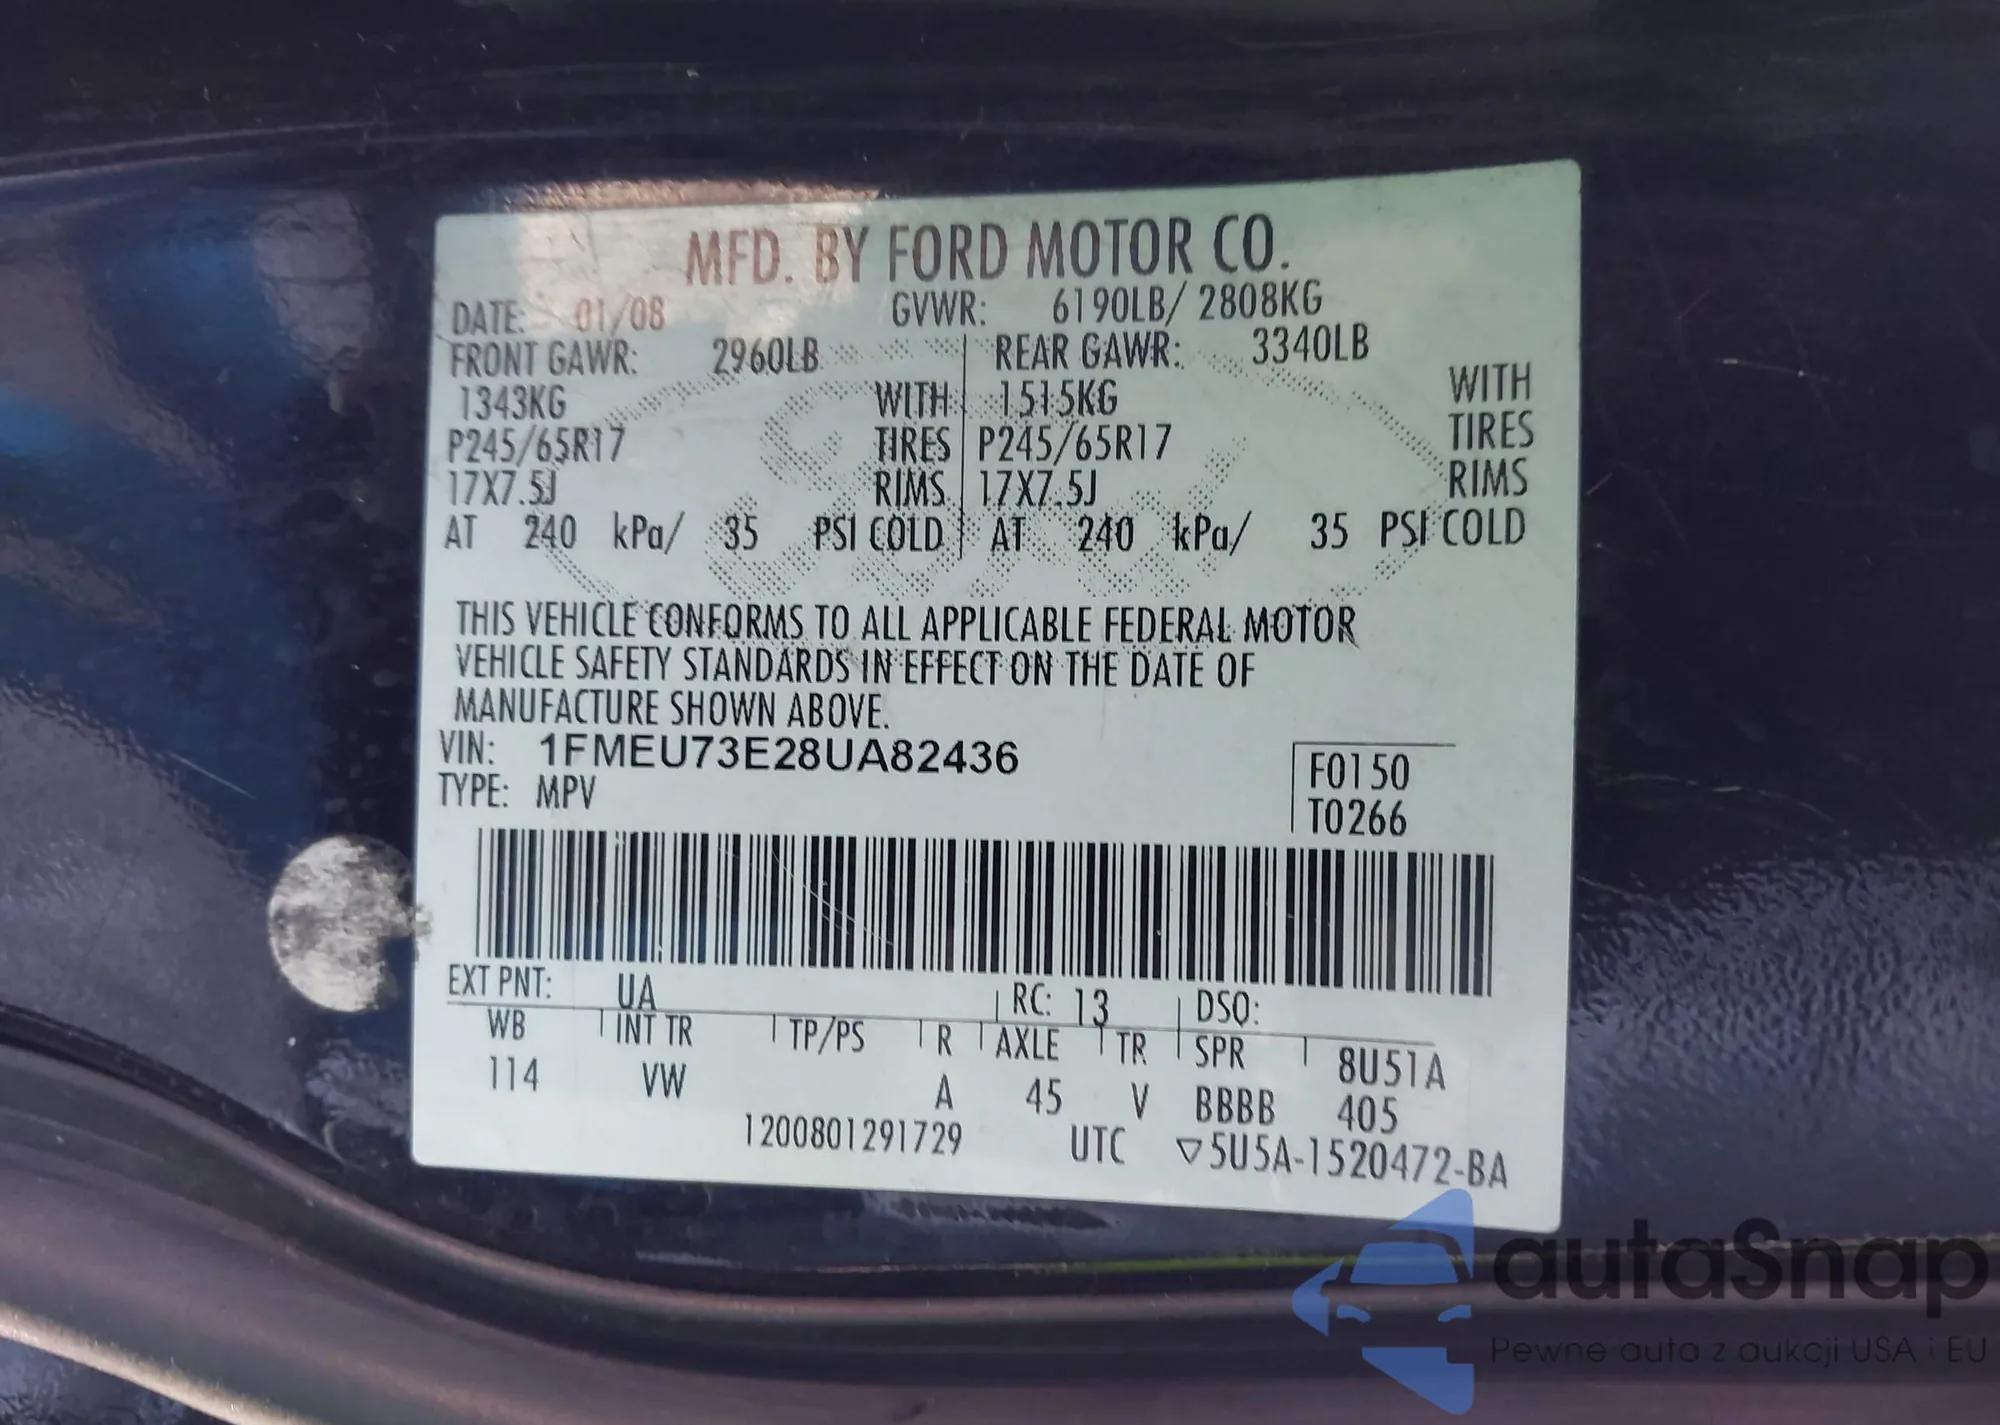 MFD. BY FORD MOTOR CO.
DATE: 01/08 GVWR: 6190LB/ 2808KG
FRONT GAWR: 2960LB REAR GAWR: 3340LB
1343KG WITH 1515KG WITH
P245/65R17 TIRES P245/65R17 TIRES
17X7.5J RIMS 17X7.5J RIMS
AT 240 kPa/ 35 PSI COLD AT 240 kPa/ 35 PSI COLD
THIS VEHICLE CONFORMS TO ALL APPLICABLE FEDERAL MOTOR
VEHICLE SAFETY STANDARDS IN EFFECT ON THE DATE OF
MANUFACTURE SHOWN ABOVE.
VIN: 1FMEU73E28UA82436 F0150
TYPE: MPV T0266
EXT PNT: UA RC: 13 DSO:
WB INT TR TP/PS R AXLE TR SPR 8U51A
114 VW A 45 V BBBB 405
1200801291729 UTC ▽5U5A-1520472-BA
autaSnap
Pewne auta z aukcji USA i EU